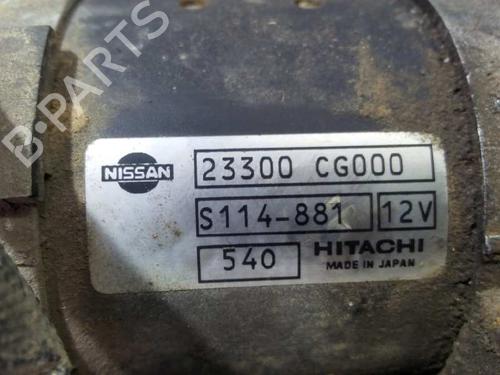 B-PARTS
NISSAN
23300 CG000
S114-881 12V
540 HITACHI
MADE IN JAPAN